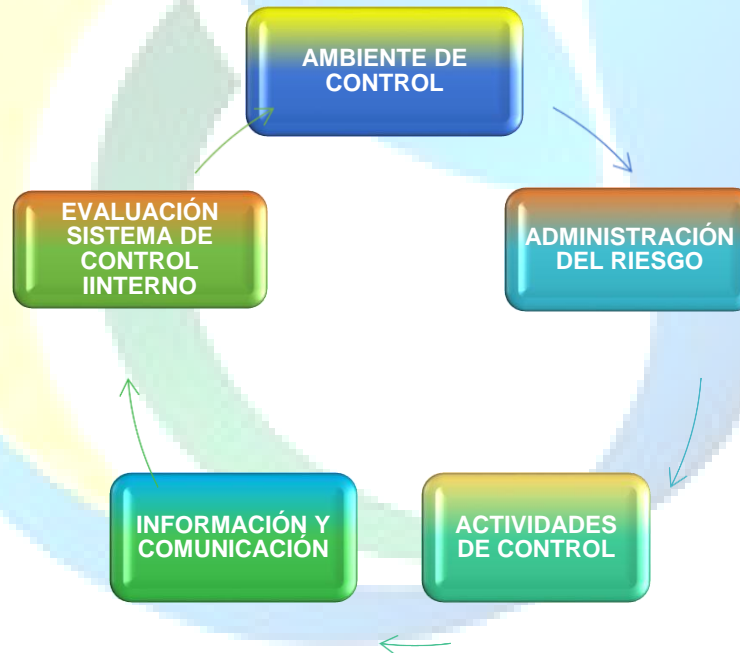 AMBIENTE DE
CONTROL
ADMINISTRACIÓN
DEL RIESGO
ACTIVIDADES
DE CONTROL
INFORMACIÓN Y
COMUNICACIÓN
EVALUACIÓN
SISTEMA DE
CONTROL
IINTERNO